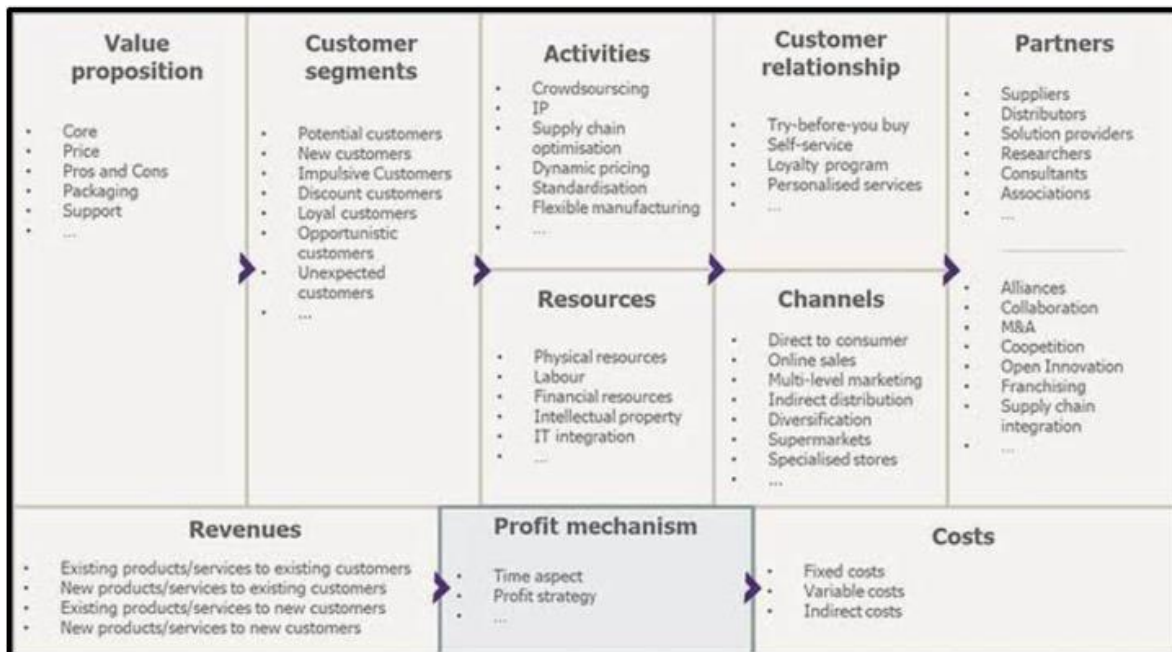 Value
proposition
Core
Price
Pros and Cons
Packaging
Support
...
Customer
segments
Potential customers
New customers
Impulsive Customers
Discount customers
Loyal customers
Opportunistic
customers
Unexpected
customers
...
Activities
Crowdsourscing
IP
Supply chain
optimisation
Dynamic pricing
Standardisation
Flexible manufacturing
...
Resources
Physical resources
Labour
Financial resources
Intellectual property
IT integration
...
Customer
relationship
Try-before-you buy
Self-service
Loyalty program
Personalised services
...
Channels
Direct to consumer
Online sales
Multi-level marketing
Indirect distribution
Diversification
Supermarkets
Specialised stores
...
Partners
Suppliers
Distributors
Solution providers
Researchers
Consultants
Associations
...
Alliances
Collaboration
M&A
Coopetition
Open Innovation
Franchising
Supply chain
integration
...
Revenues
Existing products/services to existing customers
New products/services to existing customers
Existing products/services to new customers
New products/services to new customers
Profit mechanism
Time aspect
Profit strategy
...
Costs
Fixed costs
Variable costs
Indirect costs